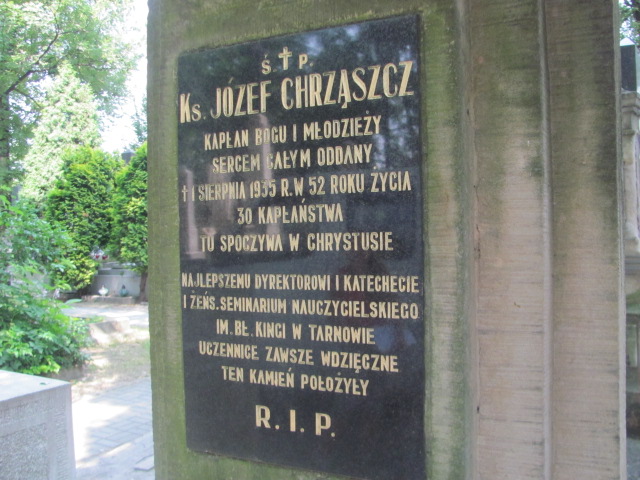 Ś † P.
Ks. JÓZEF CHRZĄSZCZ
KAPŁAN BOGU I MŁODZIEŻY
SERCEM CAŁYM ODDANY
† 1 SIERPNIA 1935 R. W 52 ROKU ŻYCIA
30 KAPŁAŃSTWA
TU SPOCZYWA W CHRYSTUSIE
NAJLEPSZEMU DYREKTOROWI I KATECHECIE
I ŻEŃS. SEMINARIUM NAUCZYCIELSKIEGO
IM. BŁ. KINGI W TARNOWIE
UCZENNICE ZAWSZE WDZIĘCZNE
TEN KAMIEŃ POŁOŻYŁY
R. I. P.